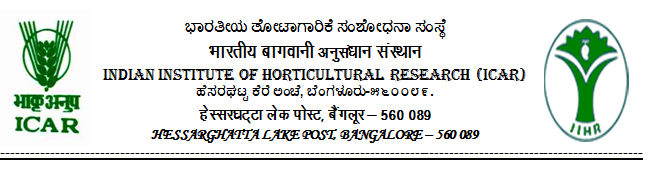 ಭಾರತೀಯ ತೋಟಗಾರಿಕೆ ಸಂಶೋಧನಾ ಸಂಸ್ಥೆ
भारतीय बागवानी अनुसंधान संस्थान
INDIAN INSTITUTE OF HORTICULTURAL RESEARCH (ICAR)
ಹೆಸರಘಟ್ಟ ಕೆರೆ ಅಂಚೆ, ಬೆಂಗಳೂರು-೫೬೦೦೮೯.
हेस्सरघट्टा लेक पोस्ट, बैंगलूर – 560 089
HESSARGHATTA LAKE POST, BANGALORE – 560 089
भाकृअनुप
ICAR
IIHR